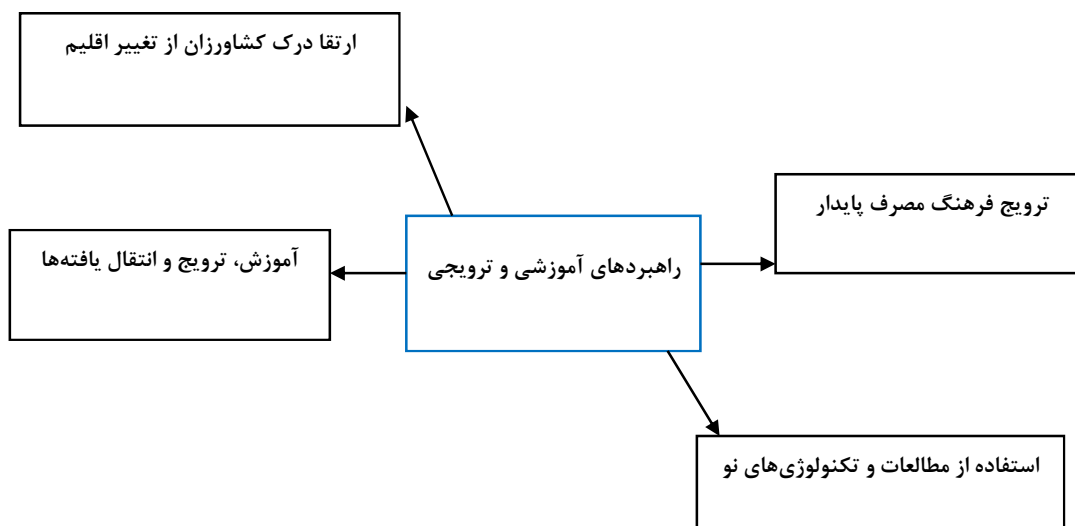 ارتقا درک کشاورزان از تغییر اقلیم
ترویج فرهنگ مصرف پایدار
آموزش، ترویج و انتقال یافته‌ها
راهبردهای آموزشی و ترویجی
استفاده از مطالعات و تکنولوژی‌های نو